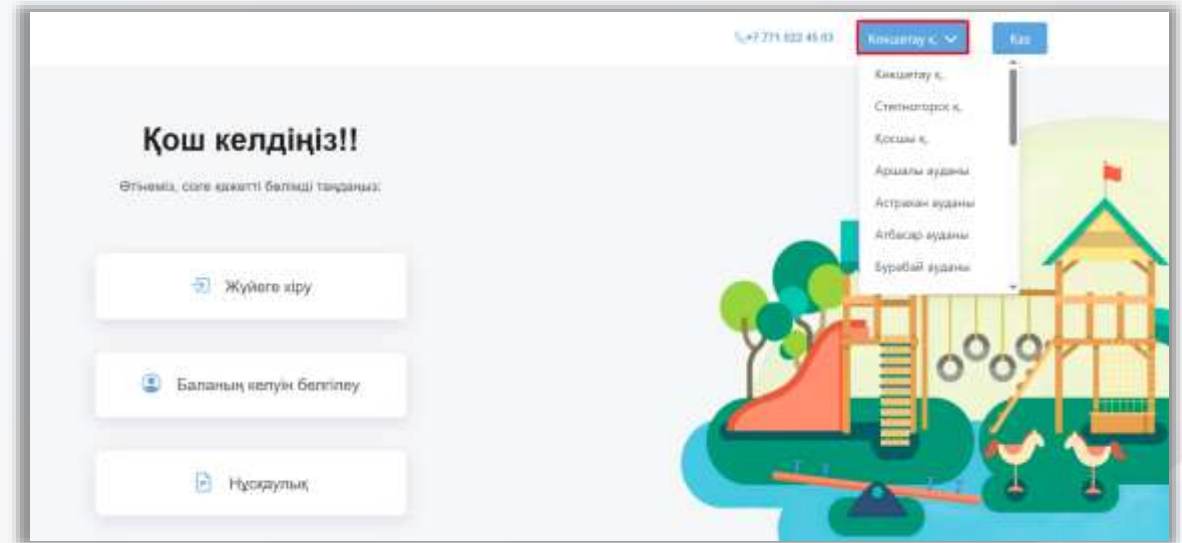 +7 771 022 45 03
Көкшетау қ.
Каз
Көкшетау қ.
Степногорск қ.
Қосшы қ.
Аршалы ауданы
Астрахан ауданы
Атбасар ауданы
Бурабай ауданы
Қош келдіңіз!!
Өтінеміз, сізге қажетті бөлімді таңдаңыз:
Жүйеге кіру
Баланың келуін белгілеу
Нұсқаулық